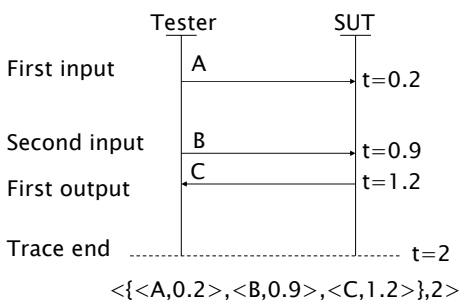 Tester SUT
First input A t=0.2
Second input B t=0.9
First output C t=1.2
Trace end t=2
<{<A,0.2>,<B,0.9>,<C,1.2>},2>